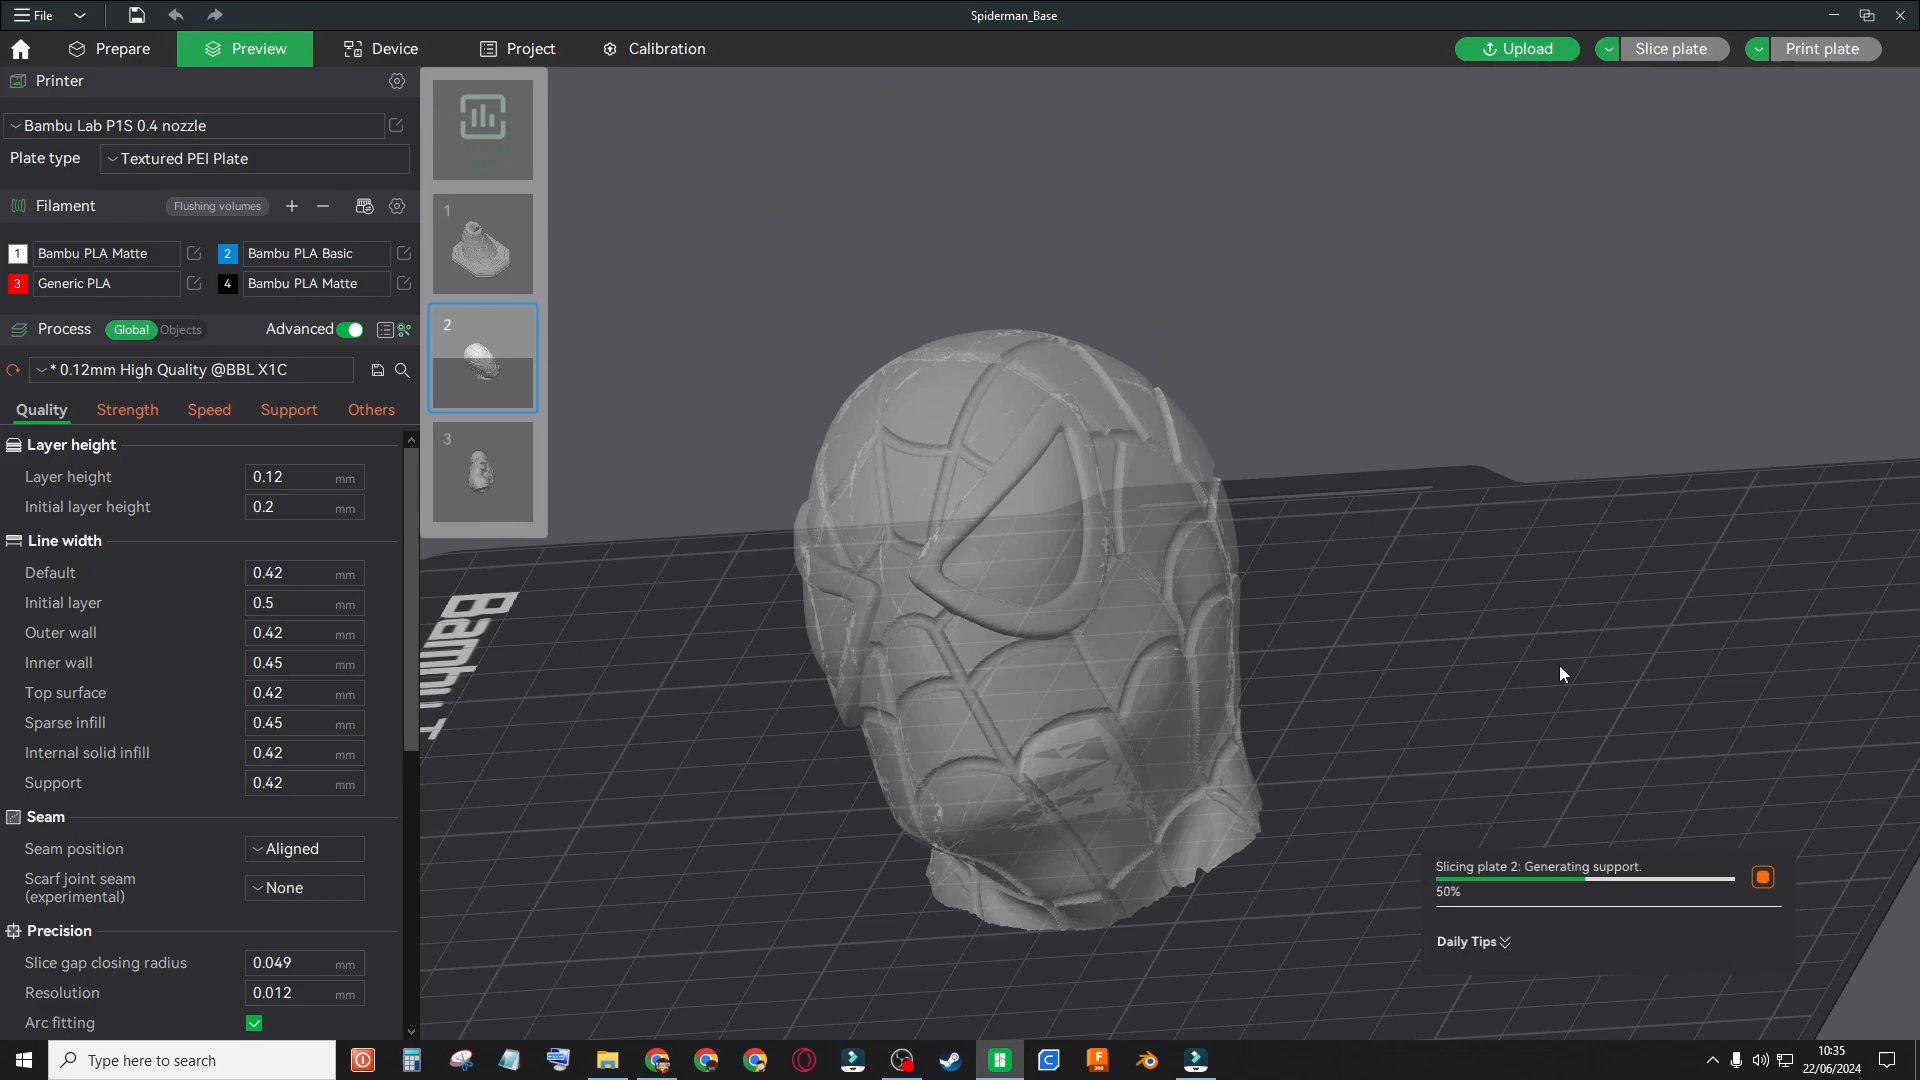 File
Spiderman_Base
Prepare
Preview
Device
Project
Calibration
Upload
Slice plate
Print plate
Printer
Bambu Lab P1S 0.4 nozzle
Plate type
Textured PEI Plate
Filament
Flushing volumes
1 Bambu PLA Matte
2 Bambu PLA Basic
3 Generic PLA
4 Bambu PLA Matte
Process
Global
Objects
Advanced
* 0.12mm High Quality @BBL X1C
Quality
Strength
Speed
Support
Others
Layer height
Layer height 0.12 mm
Initial layer height 0.2 mm
Line width
Default 0.42 mm
Initial layer 0.5 mm
Outer wall 0.42 mm
Inner wall 0.45 mm
Top surface 0.42 mm
Sparse infill 0.45 mm
Internal solid infill 0.42 mm
Support 0.42 mm
Seam
Seam position Aligned
Scarf joint seam
(experimental) None
Precision
Slice gap closing radius 0.049 mm
Resolution 0.012 mm
Arc fitting
1
2
3
Slicing plate 2: Generating support.
50%
Daily Tips
Type here to search
10:35
22/06/2024